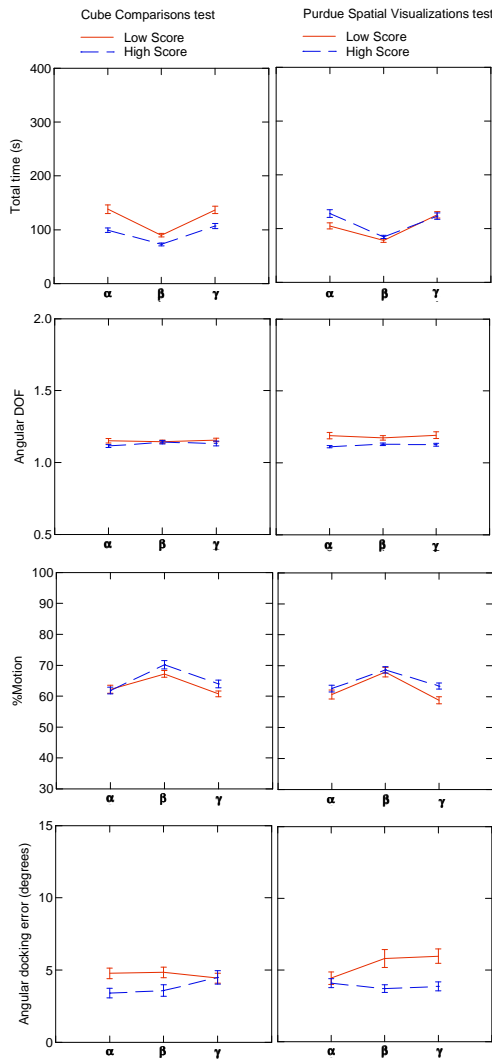 Cube Comparisons test
Low Score
High Score
Purdue Spatial Visualizations test
Low Score
High Score
Total time (s)
400
300
200
100
0
α β γ
α β γ
Angular DOF
2.0
1.5
1.0
0.5
α β γ
α β γ
%Motion
100
90
80
70
60
50
40
30
α β γ
α β γ
Angular docking error (degrees)
15
10
5
0
α β γ
α β γ